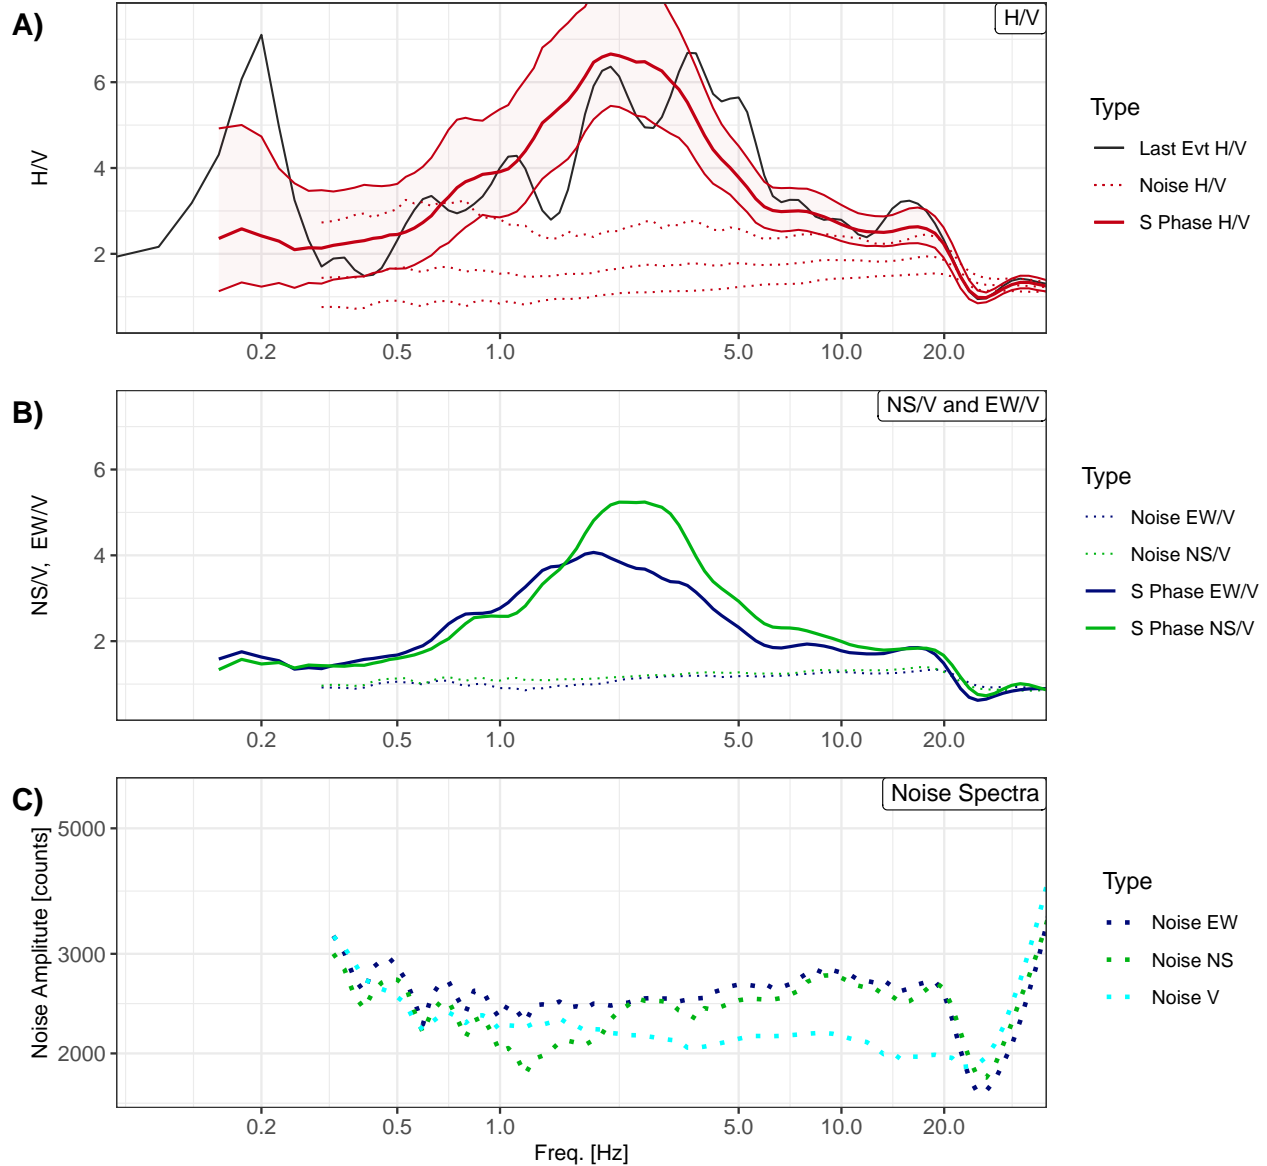 A)
H/V
6
4
2
H/V
0.2 0.5 1.0 5.0 10.0 20.0
Type
Last Evt H/V
Noise H/V
S Phase H/V
B)
NS/V and EW/V
6
4
2
NS/V, EW/V
0.2 0.5 1.0 5.0 10.0 20.0
Type
Noise EW/V
Noise NS/V
S Phase EW/V
S Phase NS/V
C)
Noise Spectra
5000
3000
2000
Noise Amplitute [counts]
0.2 0.5 1.0 5.0 10.0 20.0
Freq. [Hz]
Type
Noise EW
Noise NS
Noise V